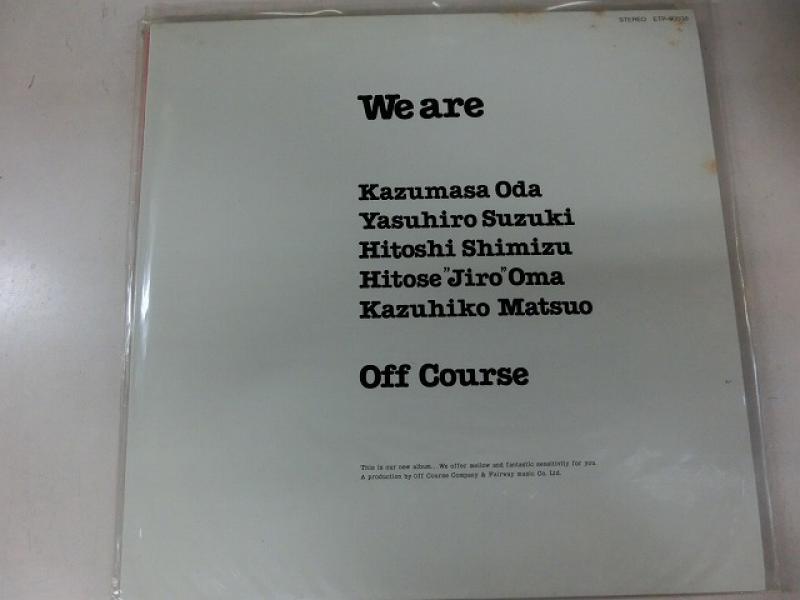 STEREO
We are
Kazumasa Oda
Yasuhiro Suzuki
Hitoshi Shimizu
Hitose"Jiro"Oma
Kazuhiko Matsuo
Off Course
This is our new album... We offer mellow and fantastic sensitivity for you.
A production by Off Course Company & Fairway music Co. Ltd.